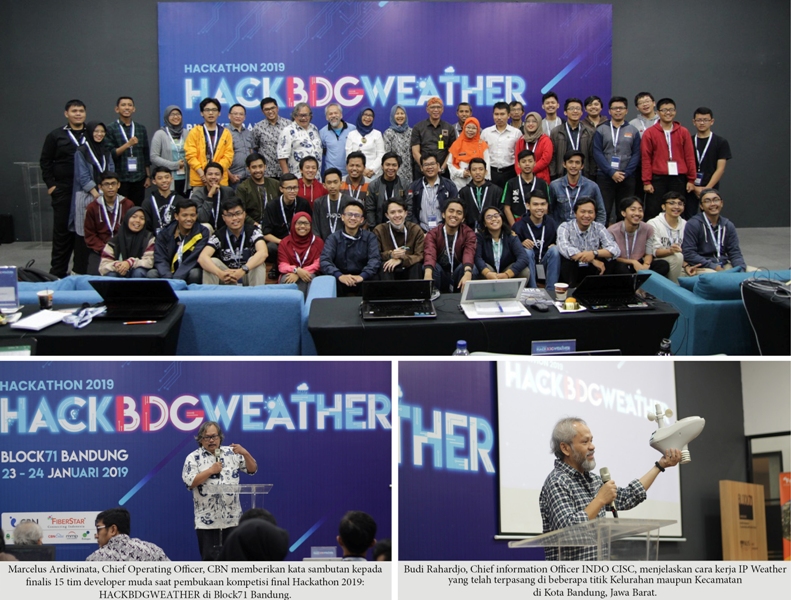 HACKATHON 2019
HACKBDGWEATHER
HACKATHON 2019
HACKBDGWEATHER
BLOCK71 BANDUNG
23 - 24 JANUARI 2019
CBN
FIBERSTAR
HACKBDGWEATHER
THER
Marcelus Ardiwinata, Chief Operating Officer, CBN memberikan kata sambutan kepada
finalis 15 tim developer muda saat pembukaan kompetisi final Hackathon 2019:
HACKBDGWEATHER di Block71 Bandung.
Budi Rahardjo, Chief information Officer INDO CISC, menjelaskan cara kerja IP Weather
yang telah terpasang di beberapa titik Kelurahan maupun Kecamatan
di Kota Bandung, Jawa Barat.